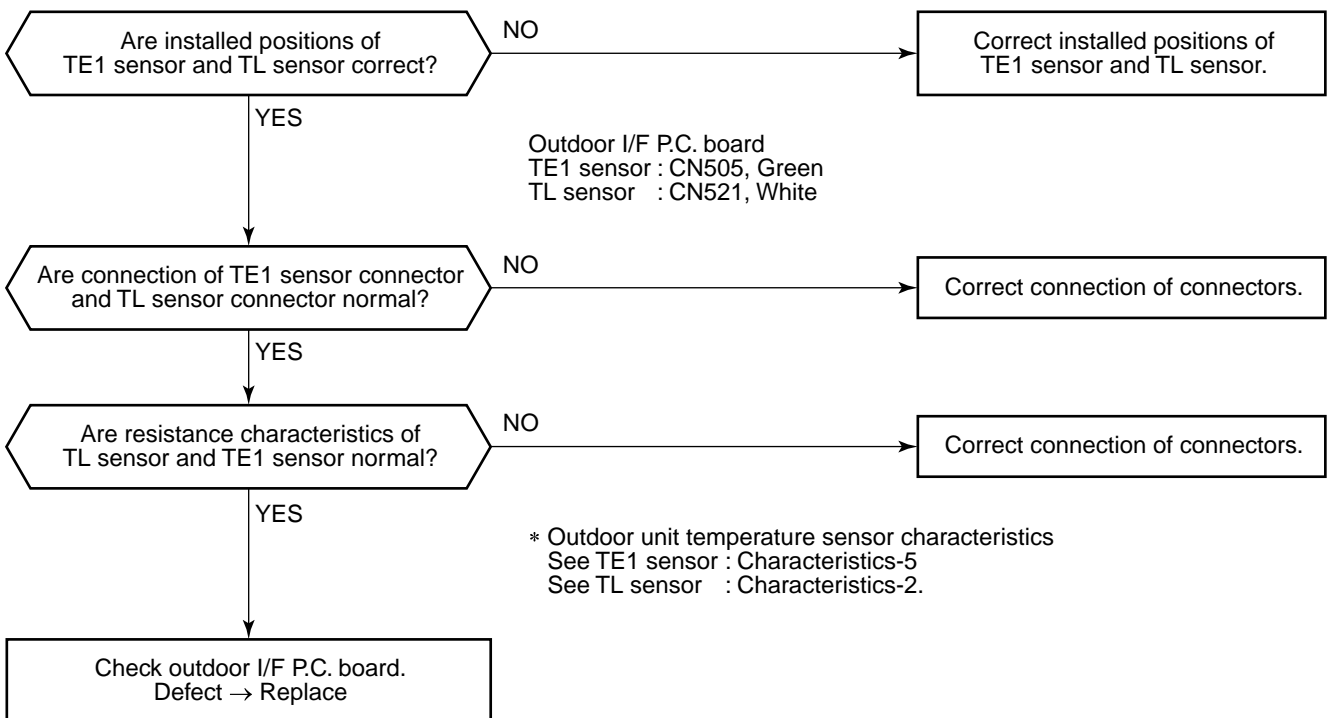 Are installed positions of
TE1 sensor and TL sensor correct?
NO
Correct installed positions of
TE1 sensor and TL sensor.
YES
Outdoor I/F P.C. board
TE1 sensor : CN505, Green
TL sensor : CN521, White
Are connection of TE1 sensor connector
and TL sensor connector normal?
NO
Correct connection of connectors.
YES
Are resistance characteristics of
TL sensor and TE1 sensor normal?
NO
Correct connection of connectors.
YES
* Outdoor unit temperature sensor characteristics
See TE1 sensor : Characteristics-5
See TL sensor : Characteristics-2.
Check outdoor I/F P.C. board.
Defect → Replace